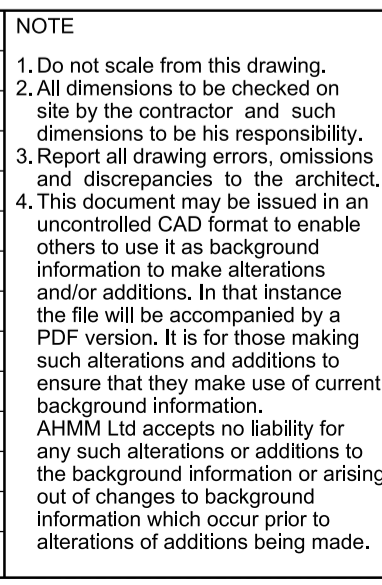 NOTE
1. Do not scale from this drawing.
2. All dimensions to be checked on
site by the contractor and such
dimensions to be his responsibility.
3. Report all drawing errors, omissions
and discrepancies to the architect.
4. This document may be issued in an
uncontrolled CAD format to enable
others to use it as background
information to make alterations
and/or additions. In that instance
the file will be accompanied by a
PDF version. It is for those making
such alterations and additions to
ensure that they make use of current
background information.
AHMM Ltd accepts no liability for
any such alterations or additions to
the background information or arising
out of changes to background
information which occur prior to
alterations of additions being made.